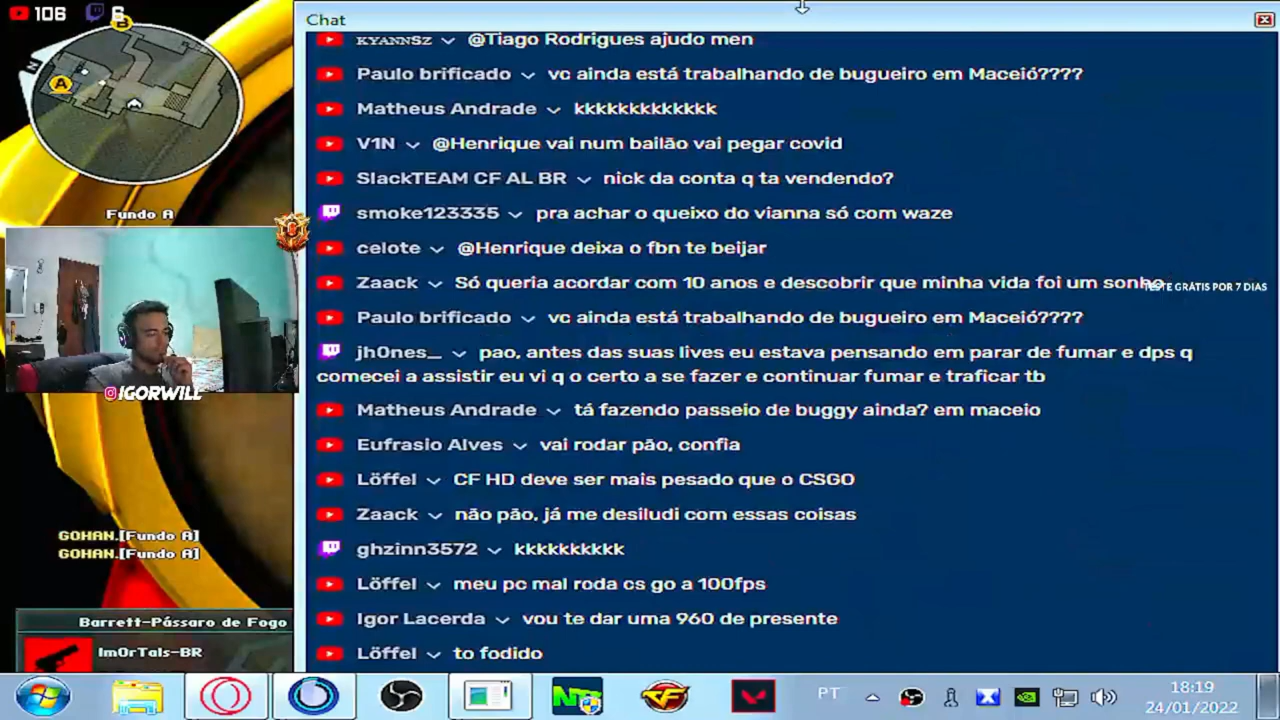 106 6
B
N
A
Fundo A
IGORWILL
GOHAN.[Fundo A]
GOHAN.[Fundo A]
Barrett-Pássaro de Fogo
Im0rTals-BR
Chat
KYANNSZ @Tiago Rodrigues ajudo men
Paulo brificado vc ainda está trabalhando de bugueiro em Maceió????
Matheus Andrade kkkkkkkkkkkkk
V1N @Henrique vai num bailão vai pegar covid
SlackTEAM CF AL BR nick da conta q ta vendendo?
smoke123335 pra achar o queixo do vianna só com waze
celote @Henrique deixa o fbn te beijar
Zaack Só queria acordar com 10 anos e descobrir que minha vida foi um sonho
TESTE GRÁTIS POR 7 DIAS
Paulo brificado vc ainda está trabalhando de bugueiro em Maceió????
jh0nes_ pao, antes das suas lives eu estava pensando em parar de fumar e dps q
comecei a assistir eu vi q o certo a se fazer e continuar fumar e traficar tb
Matheus Andrade tá fazendo passeio de buggy ainda? em maceio
Eufrasio Alves vai rodar pão, confia
Löffel CF HD deve ser mais pesado que o CSGO
Zaack não pão, já me desiludi com essas coisas
ghzinn3572 kkkkkkkkkk
Löffel meu pc mal roda cs go a 100fps
Igor Lacerda vou te dar uma 960 de presente
Löffel to fodido
PT
18:19
24/01/2022